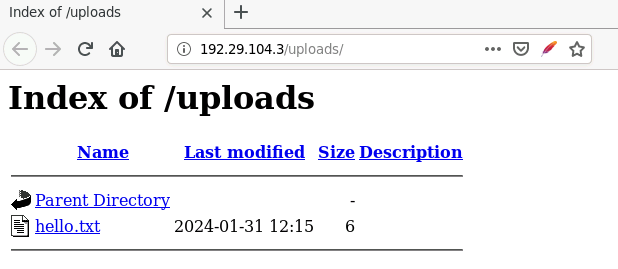 Index of /uploads
192.29.104.3/uploads/
Index of /uploads
Name Last modified Size Description
Parent Directory -
hello.txt 2024-01-31 12:15 6